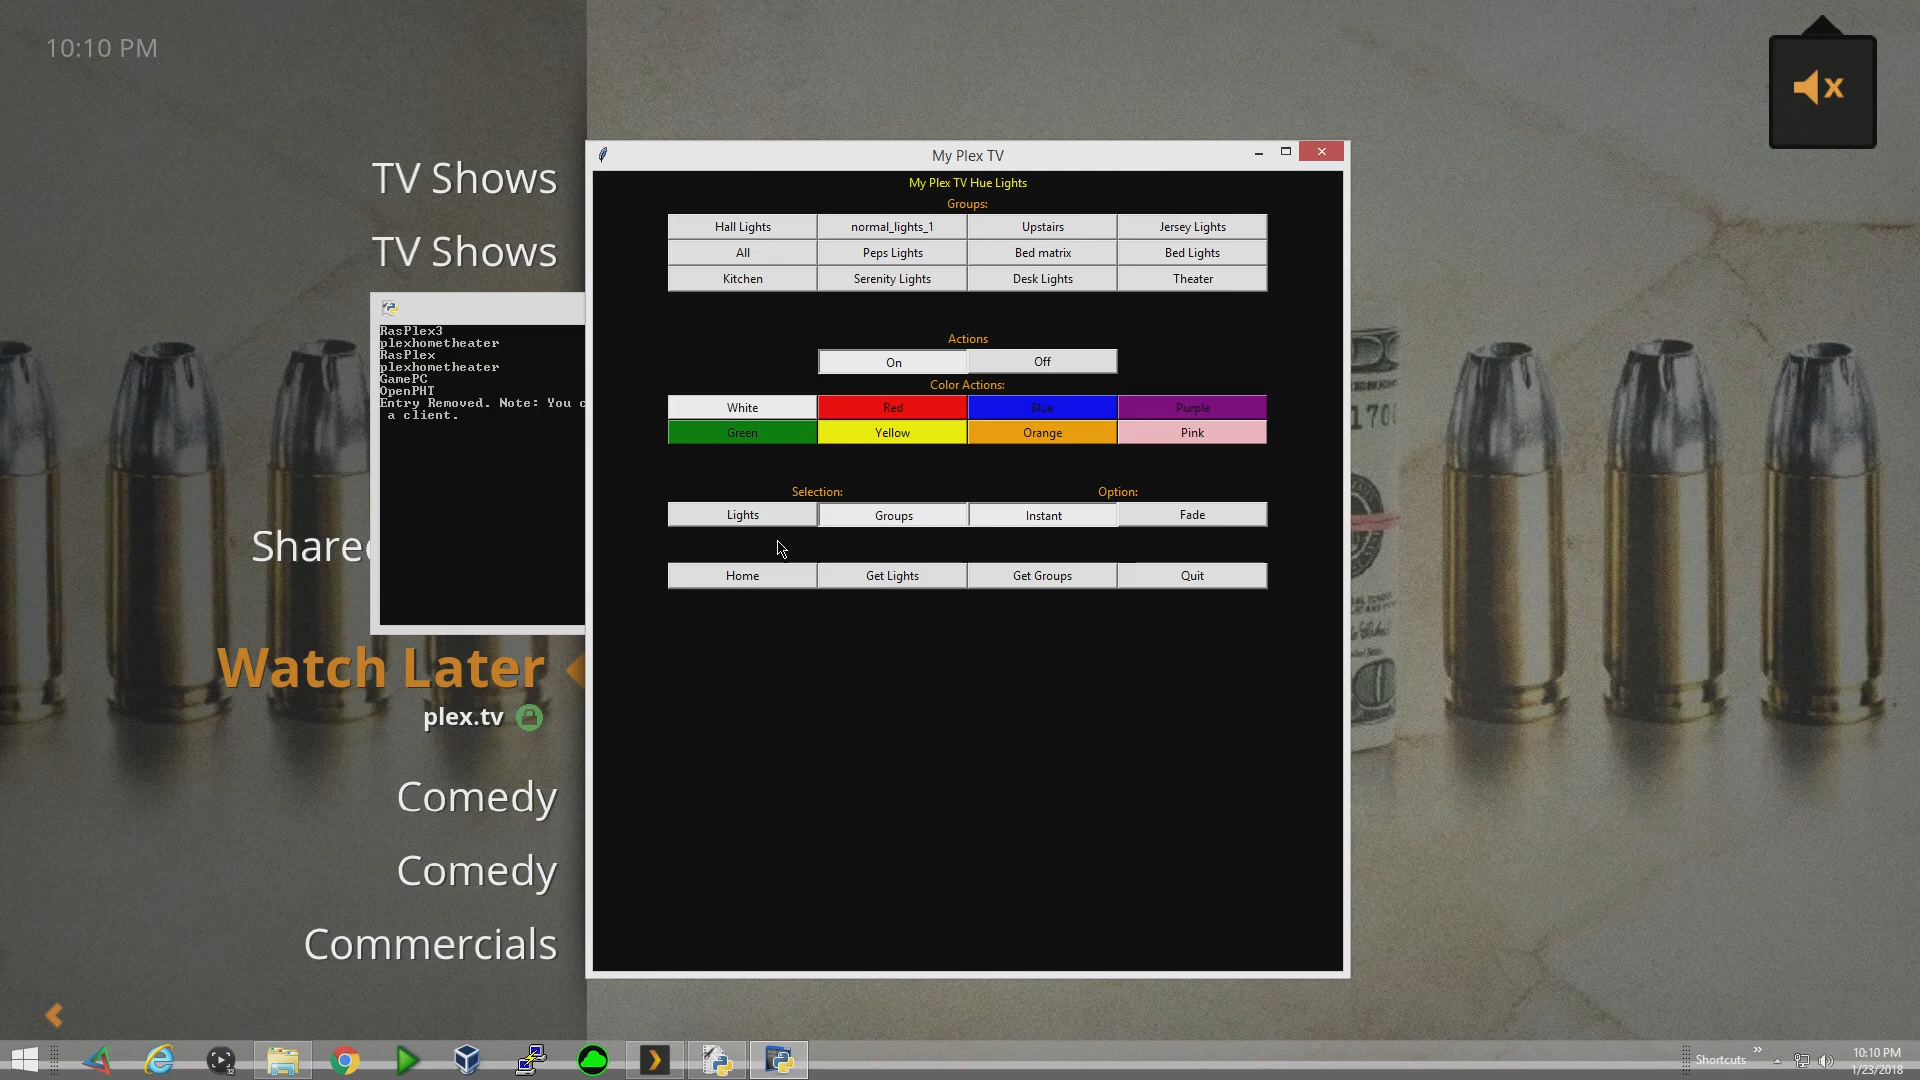 10:10 PM
TV Shows
TV Shows
Watch Later
plex.tv
Comedy
Comedy
Commercials
RasPlex3
plexhometheater
RasPlex
plexhometheater
GamePC
OpenPHT
Entry Removed. Note: You
a client.
My Plex TV
My Plex TV Hue Lights
Groups:
Hall Lights normal_lights_1 Upstairs Jersey Lights
All Peps Lights Bed matrix Bed Lights
Kitchen Serenity Lights Desk Lights Theater
Actions
On Off
Color Actions:
White Red Blue Purple
Green Yellow Orange Pink
Selection: Option:
Lights Groups Instant Fade
Home Get Lights Get Groups Quit
170
32
Shortcuts
10:10 PM
1/23/2018